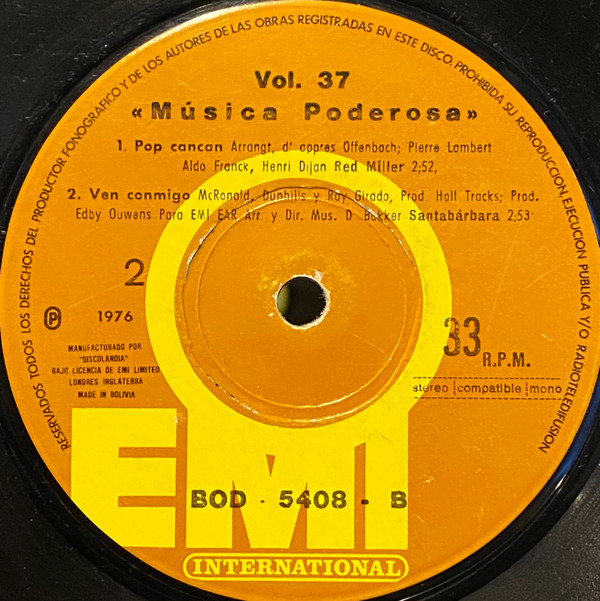 RESERVADOS TODOS LOS DERECHOS DEL PRODUCTOR FONOGRAFICO Y DE LOS AUTORES DE LAS OBRAS REGISTRADAS EN ESTE DISCO. PROHIBIDA SU REPRODUCCION, EJECUCION PUBLICA Y/O RADIOTELEDIFUSION
Vol. 37
«Música Poderosa»
1. Pop cancan Arrangt. d' appres Offenbach; Pierre Lambert
Aldo Franck, Henri Dijan Red Miller 2:52,
2. Ven conmigo McRonald, Dunhills y Ray Girado, Prod. Hall Tracks; Prod.
Edby Ouwens Para EMI EAR Arr. y Dir. Mus. D. Bakker Santabárbara 2:53
2
℗ 1976
33
R.P.M.
MANUFACTURADO POR
"DISCOLANDIA"
BAJO LICENCIA DE EMI LIMITED
LONDRES INGLATERRA
MADE IN BOLIVIA
stereo compatible mono
EMI
BOD - 5408 - B
INTERNATIONAL